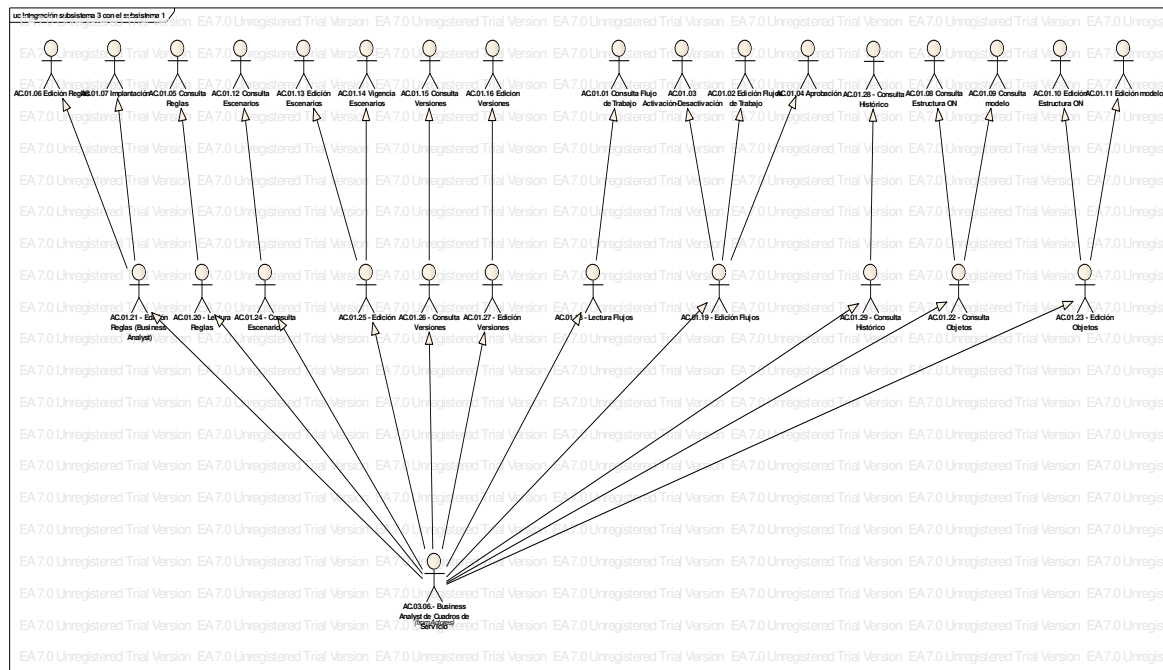 uc Integración subsistema 3 con el subsistema 1
AC.01.06 Edición Reglas
AC.01.07 Implantación
AC.01.05 Consulta
Reglas
AC.01.12 Consulta
Escenarios
AC.01.13 Edición
Escenarios
AC.01.14 Vigencia
Escenarios
AC.01.15 Consulta
Versiones
AC.01.16 Edicion
Versiones
AC.01.01 Consulta Flujo
de Trabajo
AC.01.03
Activación-Desactivación
AC.01.02 Edición Flujos
de Trabajo
AC.01.04 Aprobación
AC.01.28 - Consulta
Histórico
AC.01.08 Consulta
Estructura ON
AC.01.09 Consulta
modelo
AC.01.10 Edición
Estructura ON
AC.01.11 Edición modelo
AC.01.21 - Edición
Reglas (Business
Analyst)
AC.01.20 - Lectura
Reglas
AC.01.24 - Consulta
Escenarios
AC.01.25 - Edición
AC.01.26 - Consulta
Versiones
AC.01.27 - Edición
Versiones
- Lectura Flujos
AC.01.19 - Edición Flujos
AC.01.29 - Consulta
Histórico
AC.01.22 - Consulta
Objetos
AC.01.23 - Edición
Objetos
AC.03.06.- Business
Analyst de Cuadros de
Servicio
(from Actores)
EA 7.0 Unregistered Trial Version